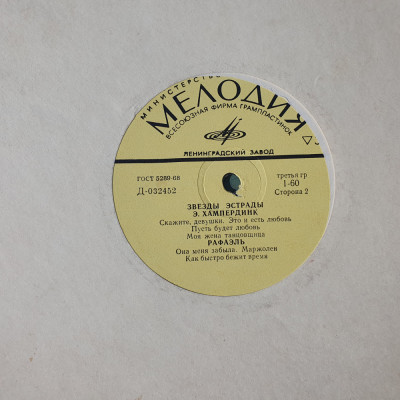 МИНИСТЕРСТВО
МЕЛОДИЯ
ВСЕСОЮЗНАЯ ФИРМА ГРАМПЛАСТИНОК
ЛЕНИНГРАДСКИЙ ЗАВОД
ГОСТ 5289-68
Д-032452
третья гр
1-60
Сторона 2
ЗВЕЗДЫ ЭСТРАДЫ
Э. ХАМПЕРДИНК
Скажите, девушки. Это и есть любовь
Пусть будет любовь
Моя жена танцовщица
РАФАЭЛЬ
Она меня забыла. Маржолен
Как быстро бежит время